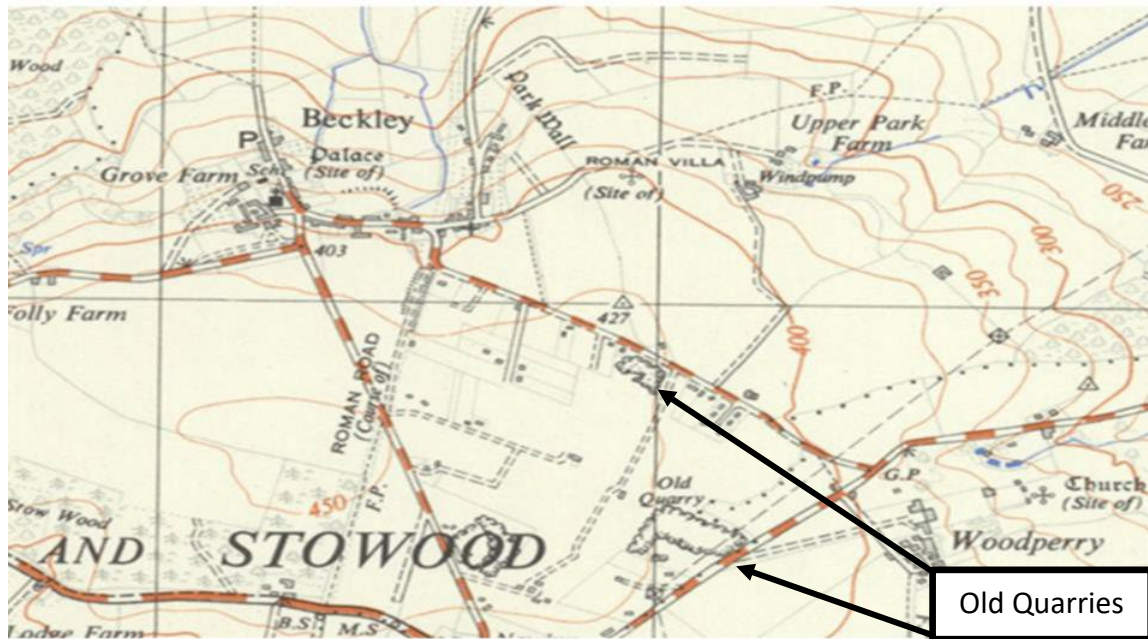 Wood
Beckley
Park Wall
F.P.
Upper Park
Farm
Middle
Fa
P
Palace
(Site of)
Grove Farm
Sch.
ROMAN VILLA
(Site of)
Windpump
250
300
350
Spr
403
Folly Farm
427
400
ROMAN ROAD
(Course of)
F.P.
450
Old
Quarry
G.P
Church
(Site of)
Stow Wood
AND STOWOOD
Woodperry
B.S
M.S
Lodge Farm
Old Quarries